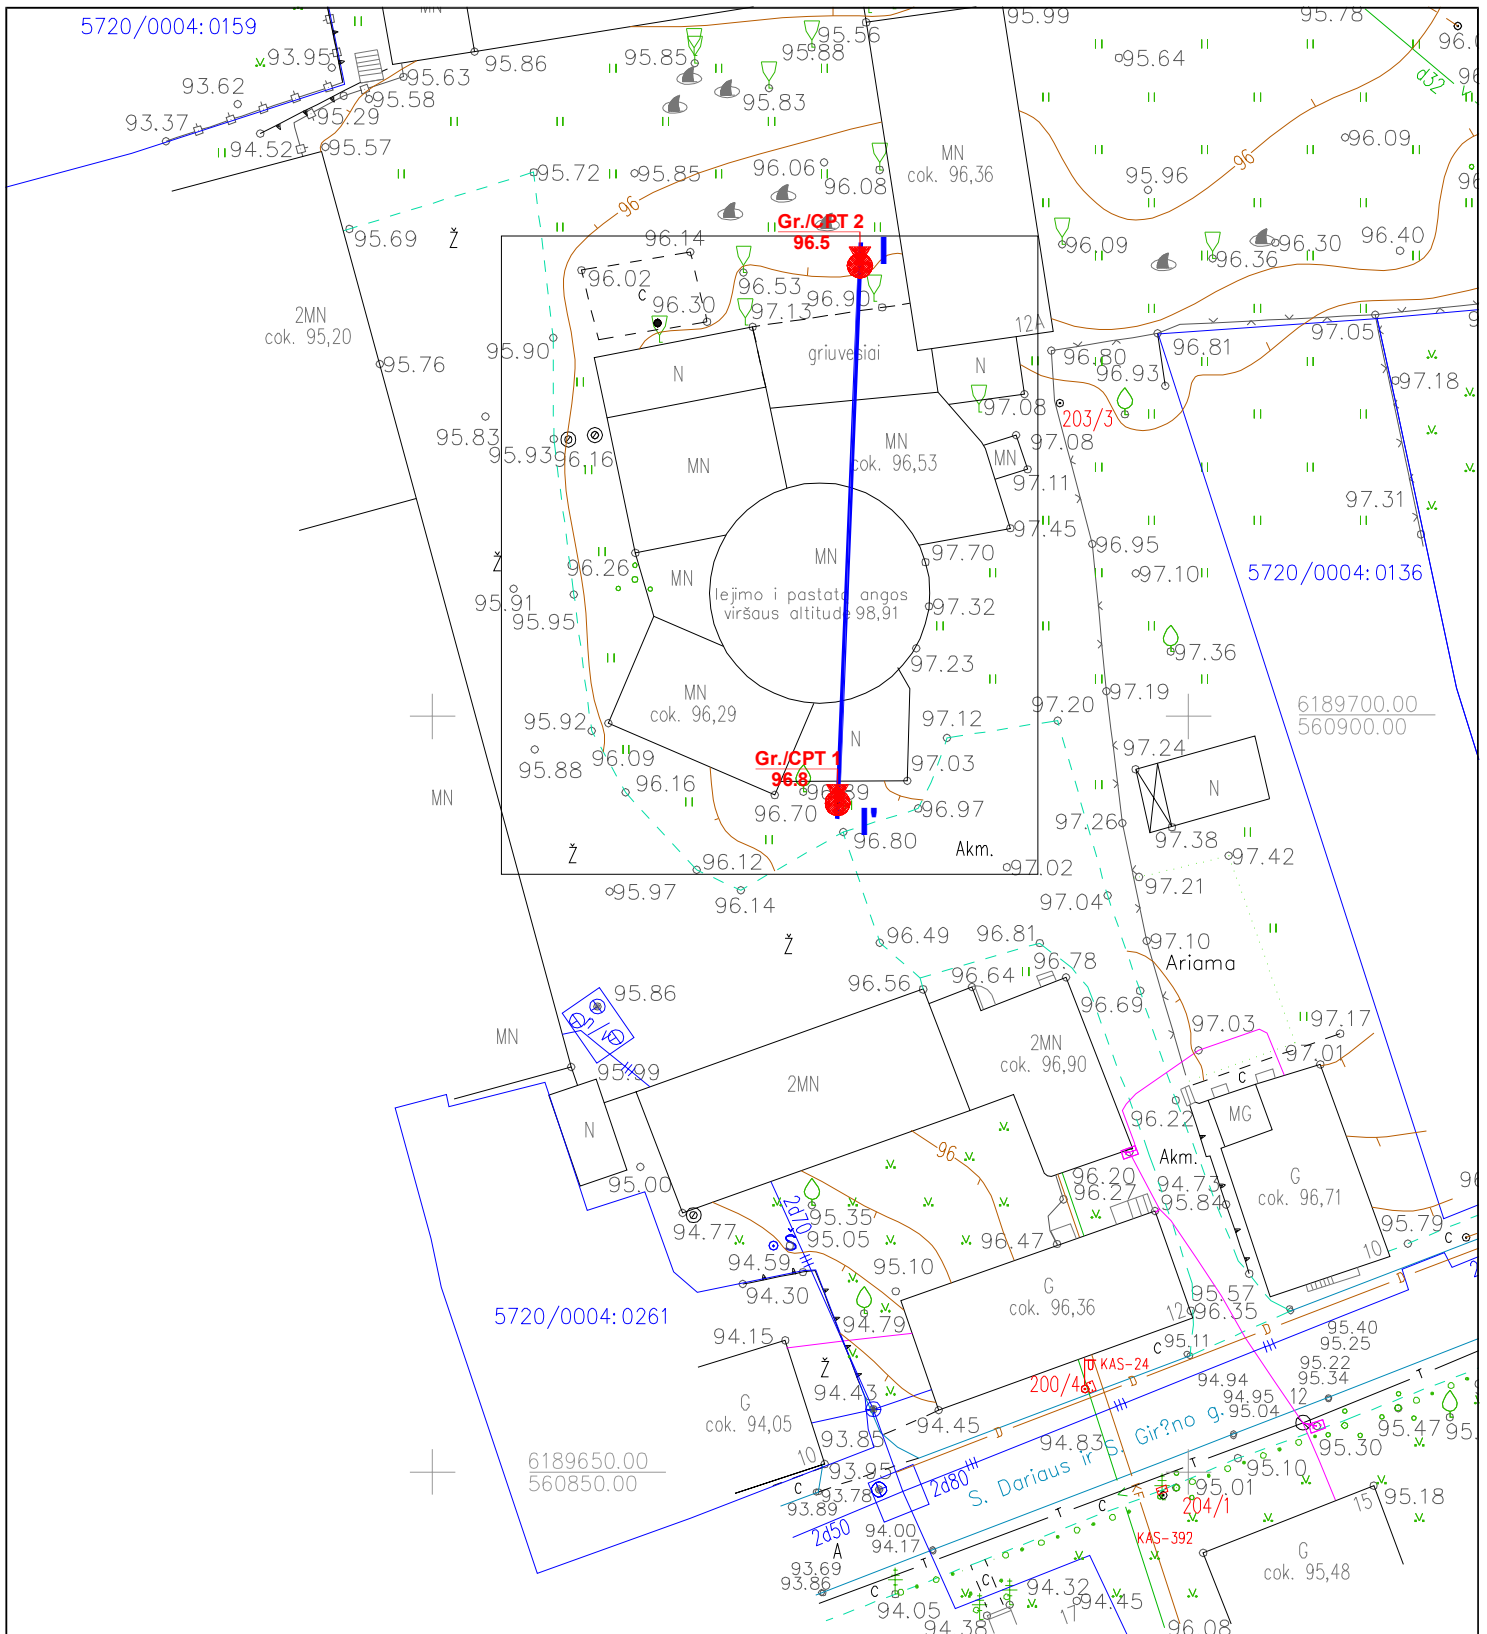 5720/0004:0159
MN
95.86
95.85
95.88
95.56
95.99
95.64
95.78
93.95
95.63
95.58
93.62
95.29
93.37
94.52
95.57
95.83
d32
96.09
95.72
95.85
96.06
96.08
MN
cok. 96,36
95.96
96
96
95.69
Ž
Gr./CPT 2
96.5
I
96.14
96.02
C
96.30
96.53
97.13
96.90
96.09
96.30
96.36
96.40
2MN
cok. 95,20
95.76
95.90
12A
griuvėsiai
N
N
96.80
96.81
96.93
97.05
97.18
97.08
203/3
95.83
95.93
96.16
MN
MN
cok. 96,53
97.08
MN
97.11
97.31
97.45
Ž
96.26
MN
MN
97.70
96.95
97.10
5720/0004:0136
95.91
95.95
Iejimo i pastatą angos
viršaus altitudė 98,91
97.32
97.36
97.23
MN
cok. 96,29
97.19
97.20
6189700.00
560900.00
95.92
96.09
N
97.12
97.24
95.88
MN
96.16
Gr./CPT 1
96.8
97.03
N
96.70
96.97
97.26
97.38
I'
96.80
Akm.
97.42
Ž
96.12
97.02
97.21
95.97
96.14
97.04
Ž
96.49
96.81
97.10
Ariama
96.78
96.56
96.64
96.69
95.86
MN
97.03
97.17
97.01
95.99
2MN
2MN
cok. 96,90
C
N
96.22
MG
96
Akm.
95.00
96.20
96.27
94.73
95.84
G
cok. 96,71
94.77
2d70
95.35
Š
95.05
96.47
95.79
94.59
94.30
95.10
10
C
5720/0004:0261
G
cok. 96,36
12
95.57
96.35
D
94.15
94.79
95.11
C
95.40
95.25
95.22
95.34
Ž
KAS-24
200/4
94.94
94.95
95.04
12
G
cok. 94,05
94.43
94.45
D
T
93.85
94.83
S. Dariaus ir S. Gir?no g.
95.47
95.30
6189650.00
560850.00
10
93.95
93.78
93.89
C
2d80
95.10
95.01
95.18
15
204/1
2d50
94.00
94.17
A
KAS-392
93.69
93.86
C
T
C
94.05
94.38
94.32
94.45
17
G
cok. 95,48
96.08